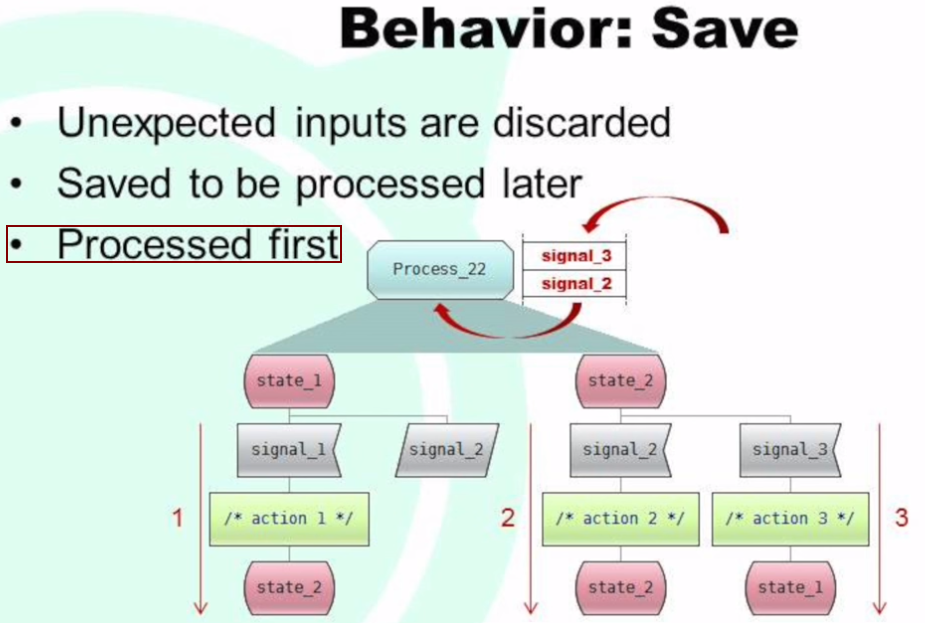 Behavior: Save
• Unexpected inputs are discarded
• Saved to be processed later
• Processed first
Process_22
signal_3
signal_2
state_1
state_2
signal_1
signal_2
signal_2
signal_3
1
/* action 1 */
2
/* action 2 */
/* action 3 */
3
state_2
state_2
state_1